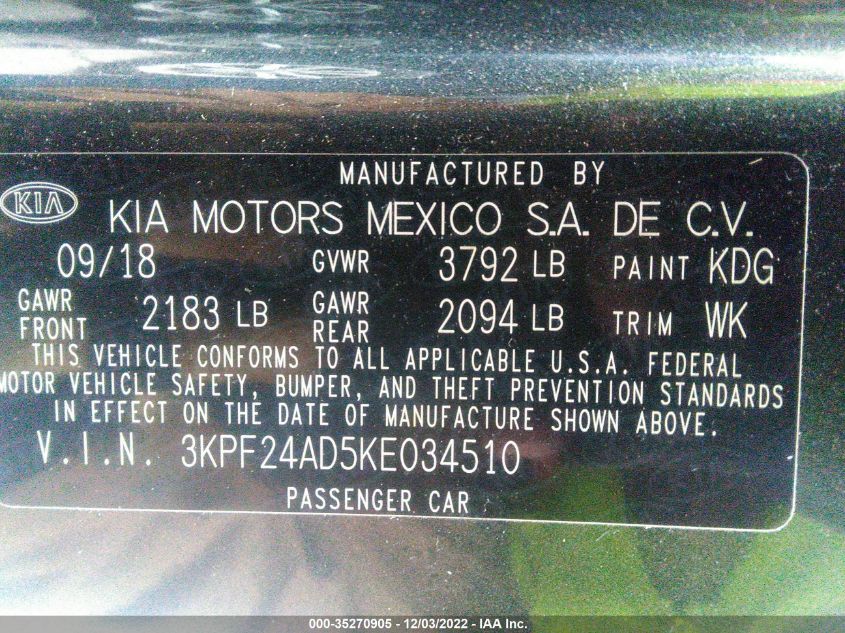 MANUFACTURED BY
KIA KIA MOTORS MEXICO S.A. DE C.V.
09/18 GVWR 3792 LB PAINT KDG
GAWR FRONT 2183 LB GAWR REAR 2094 LB TRIM WK
THIS VEHICLE CONFORMS TO ALL APPLICABLE U.S.A. FEDERAL
MOTOR VEHICLE SAFETY, BUMPER, AND THEFT PREVENTION STANDARDS
IN EFFECT ON THE DATE OF MANUFACTURE SHOWN ABOVE.
V.I.N. 3KPF24AD5KE034510
PASSENGER CAR
000-35270905 - 12/03/2022 - IAA Inc.